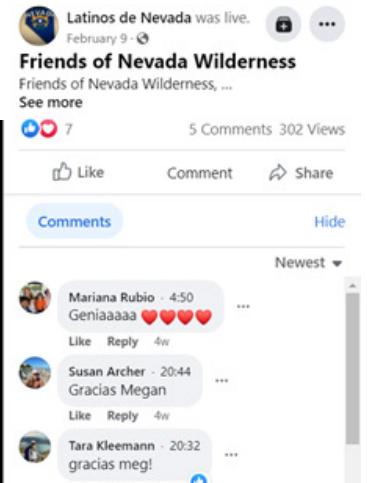 Latinos de Nevada was live.
February 9 ·
Friends of Nevada Wilderness
Friends of Nevada Wilderness, ...
See more
7 5 Comments 302 Views
Like Comment Share
Comments Hide
Newest
Mariana Rubio · 4:50
Geniaaaaa ❤❤❤❤
Like Reply 4w
Susan Archer · 20:44
Gracias Megan
Like Reply 4w
Tara Kleemann · 20:32
gracias meg!